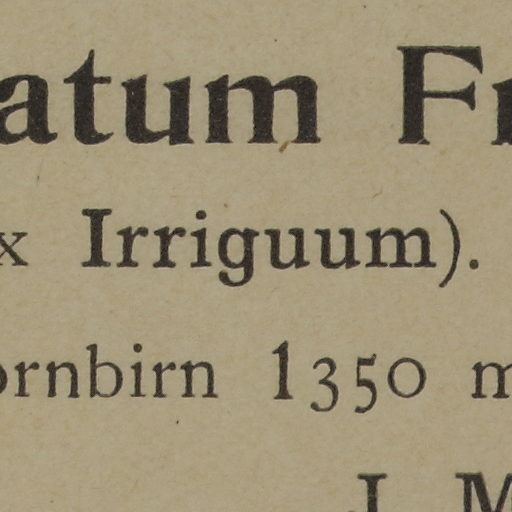 atum Fr
x Irriguum).
ornbirn 1350 m
J. M